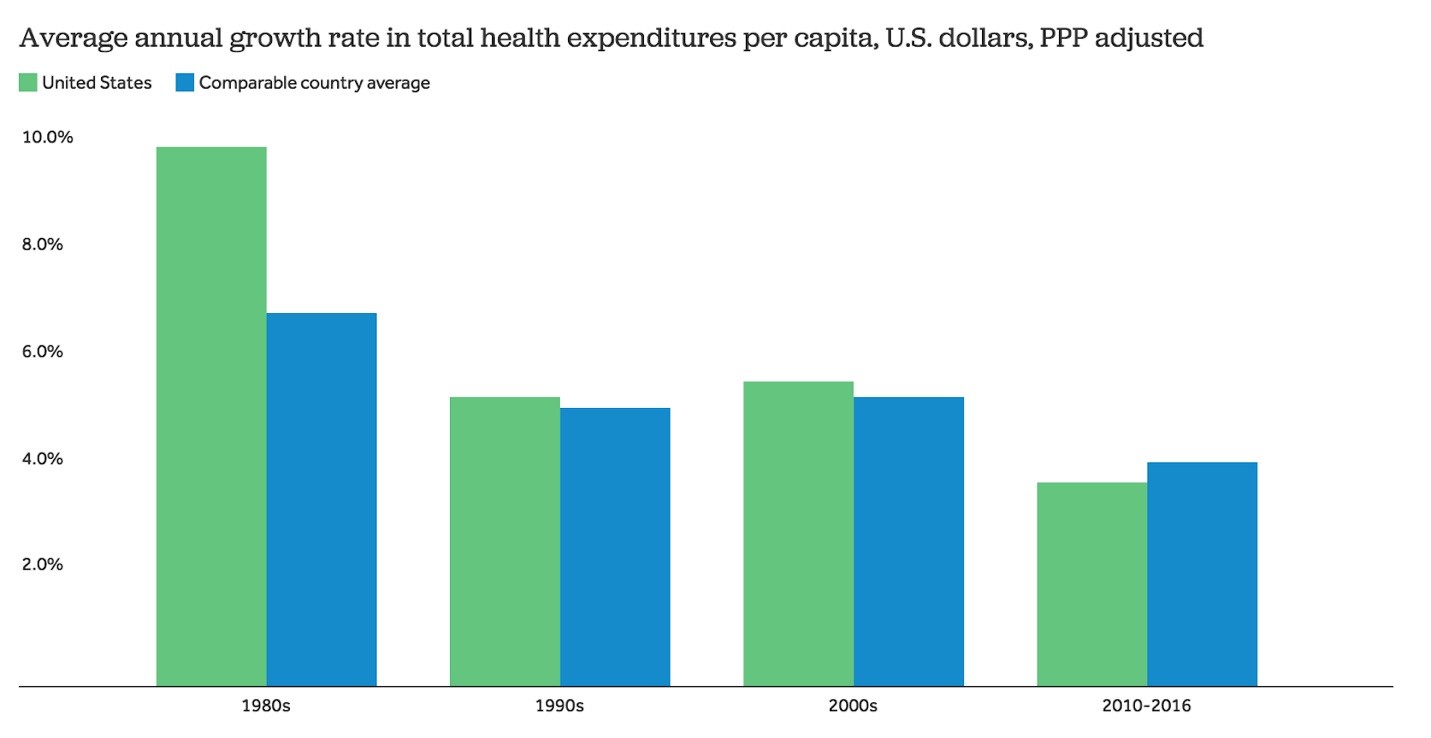 Average annual growth rate in total health expenditures per capita, U.S. dollars, PPP adjusted
United States Comparable country average
10.0%
8.0%
6.0%
4.0%
2.0%
1980s 1990s 2000s 2010-2016